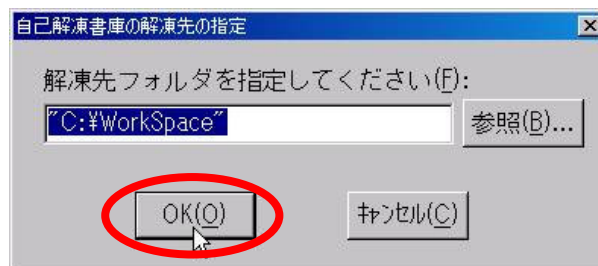 自己解凍書庫の解凍先の指定
解凍先フォルダを指定してください(F):
"C:¥WorkSpace"
参照(B)...
OK(O)
ｷｬﾝｾﾙ(C)